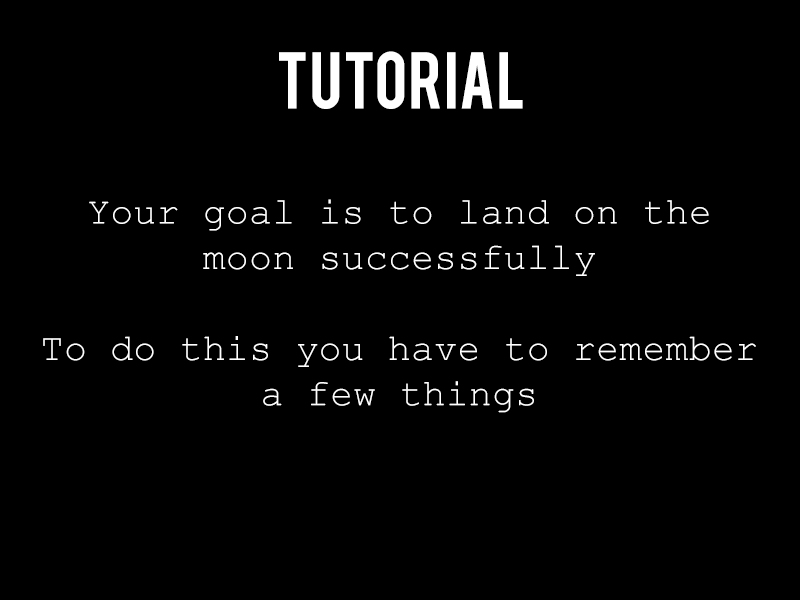 TUTORIAL
Your goal is to land on the
moon successfully
To do this you have to remember
a few things